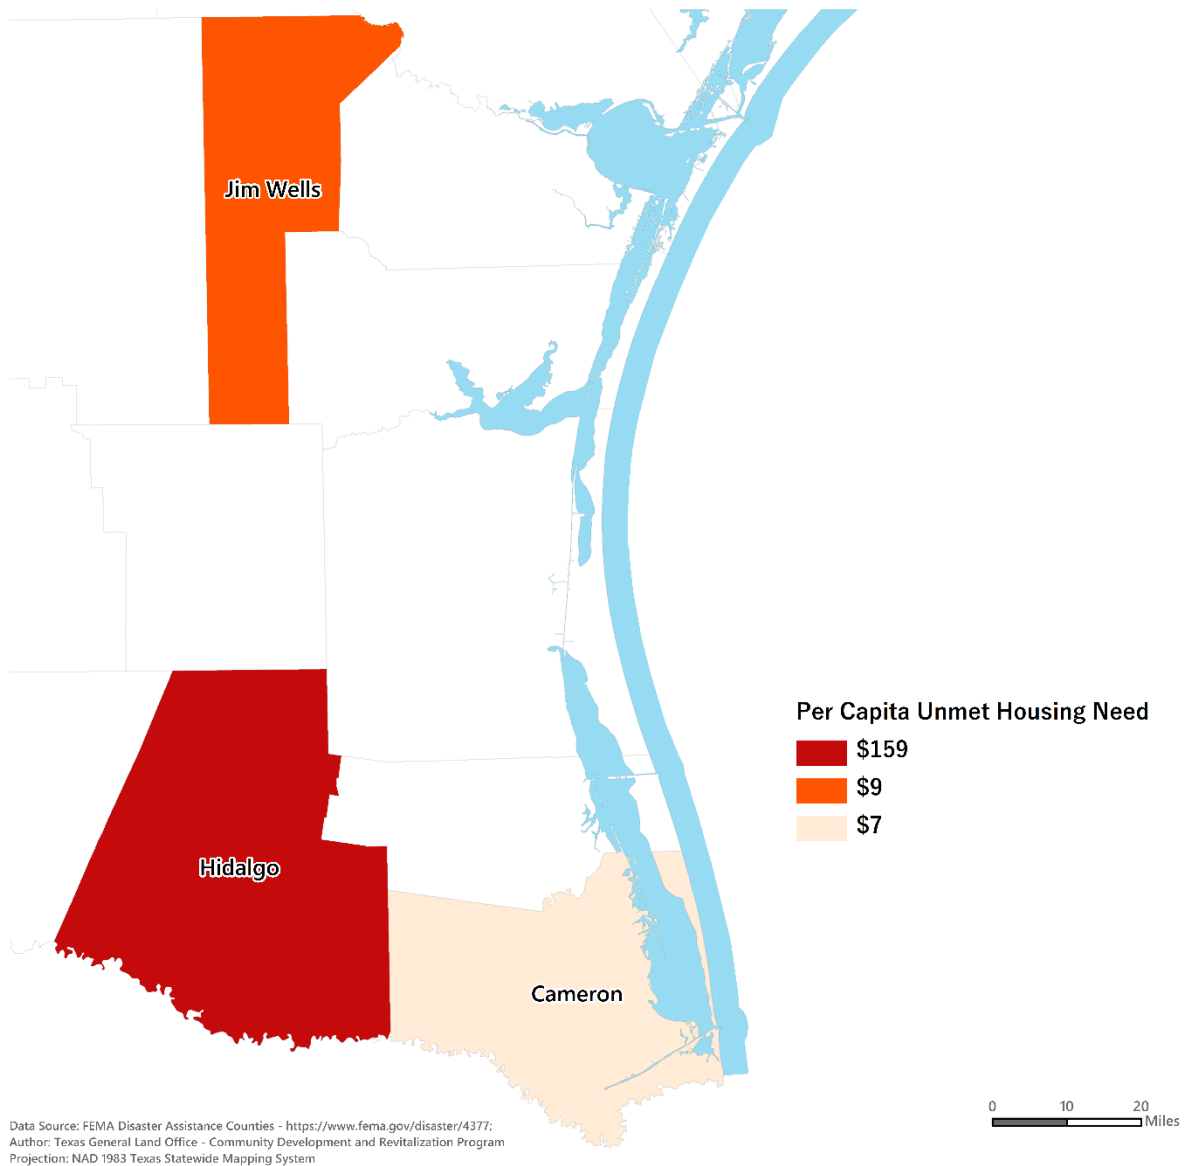 Jim Wells
Per Capita Unmet Housing Need
$159
$9
$7
Hidalgo
Cameron
0 10 20
Miles
Data Source: FEMA Disaster Assistance Counties - https://www.fema.gov/disaster/4377;
Author: Texas General Land Office - Community Development and Revitalization Program
Projection: NAD 1983 Texas Statewide Mapping System